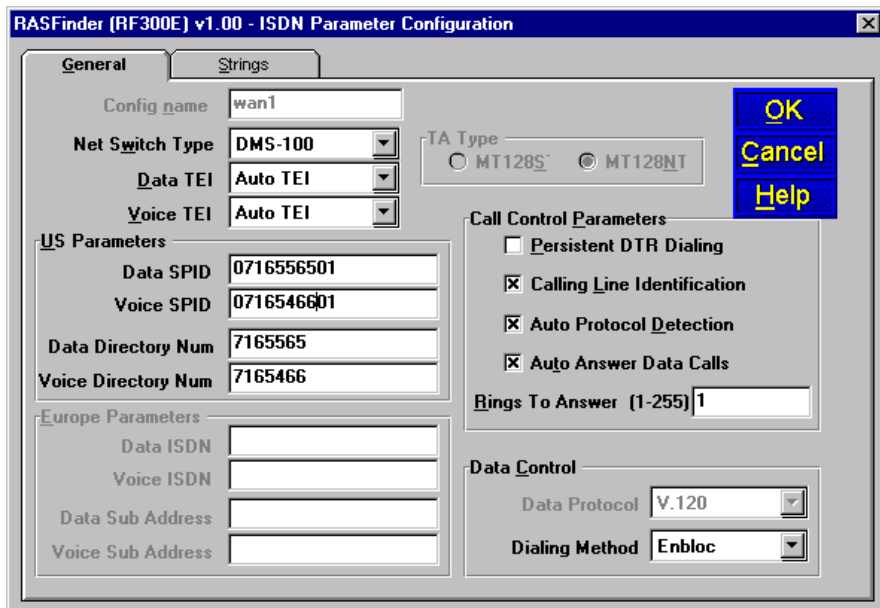 RASFinder (RF300E) v1.00 - ISDN Parameter Configuration
General
Strings
Config name wan1
Net Switch Type DMS-100
Data TEI Auto TEI
Voice TEI Auto TEI
TA Type
MT128ST MT128NT
OK
Cancel
Help
US Parameters
Data SPID 0716556501
Voice SPID 0716546601
Data Directory Num 7165565
Voice Directory Num 7165466
Europe Parameters
Data ISDN
Voice ISDN
Data Sub Address
Voice Sub Address
Call Control Parameters
Persistent DTR Dialing
Calling Line Identification
Auto Protocol Detection
Auto Answer Data Calls
Rings To Answer (1-255) 1
Data Control
Data Protocol V.120
Dialing Method Enbloc